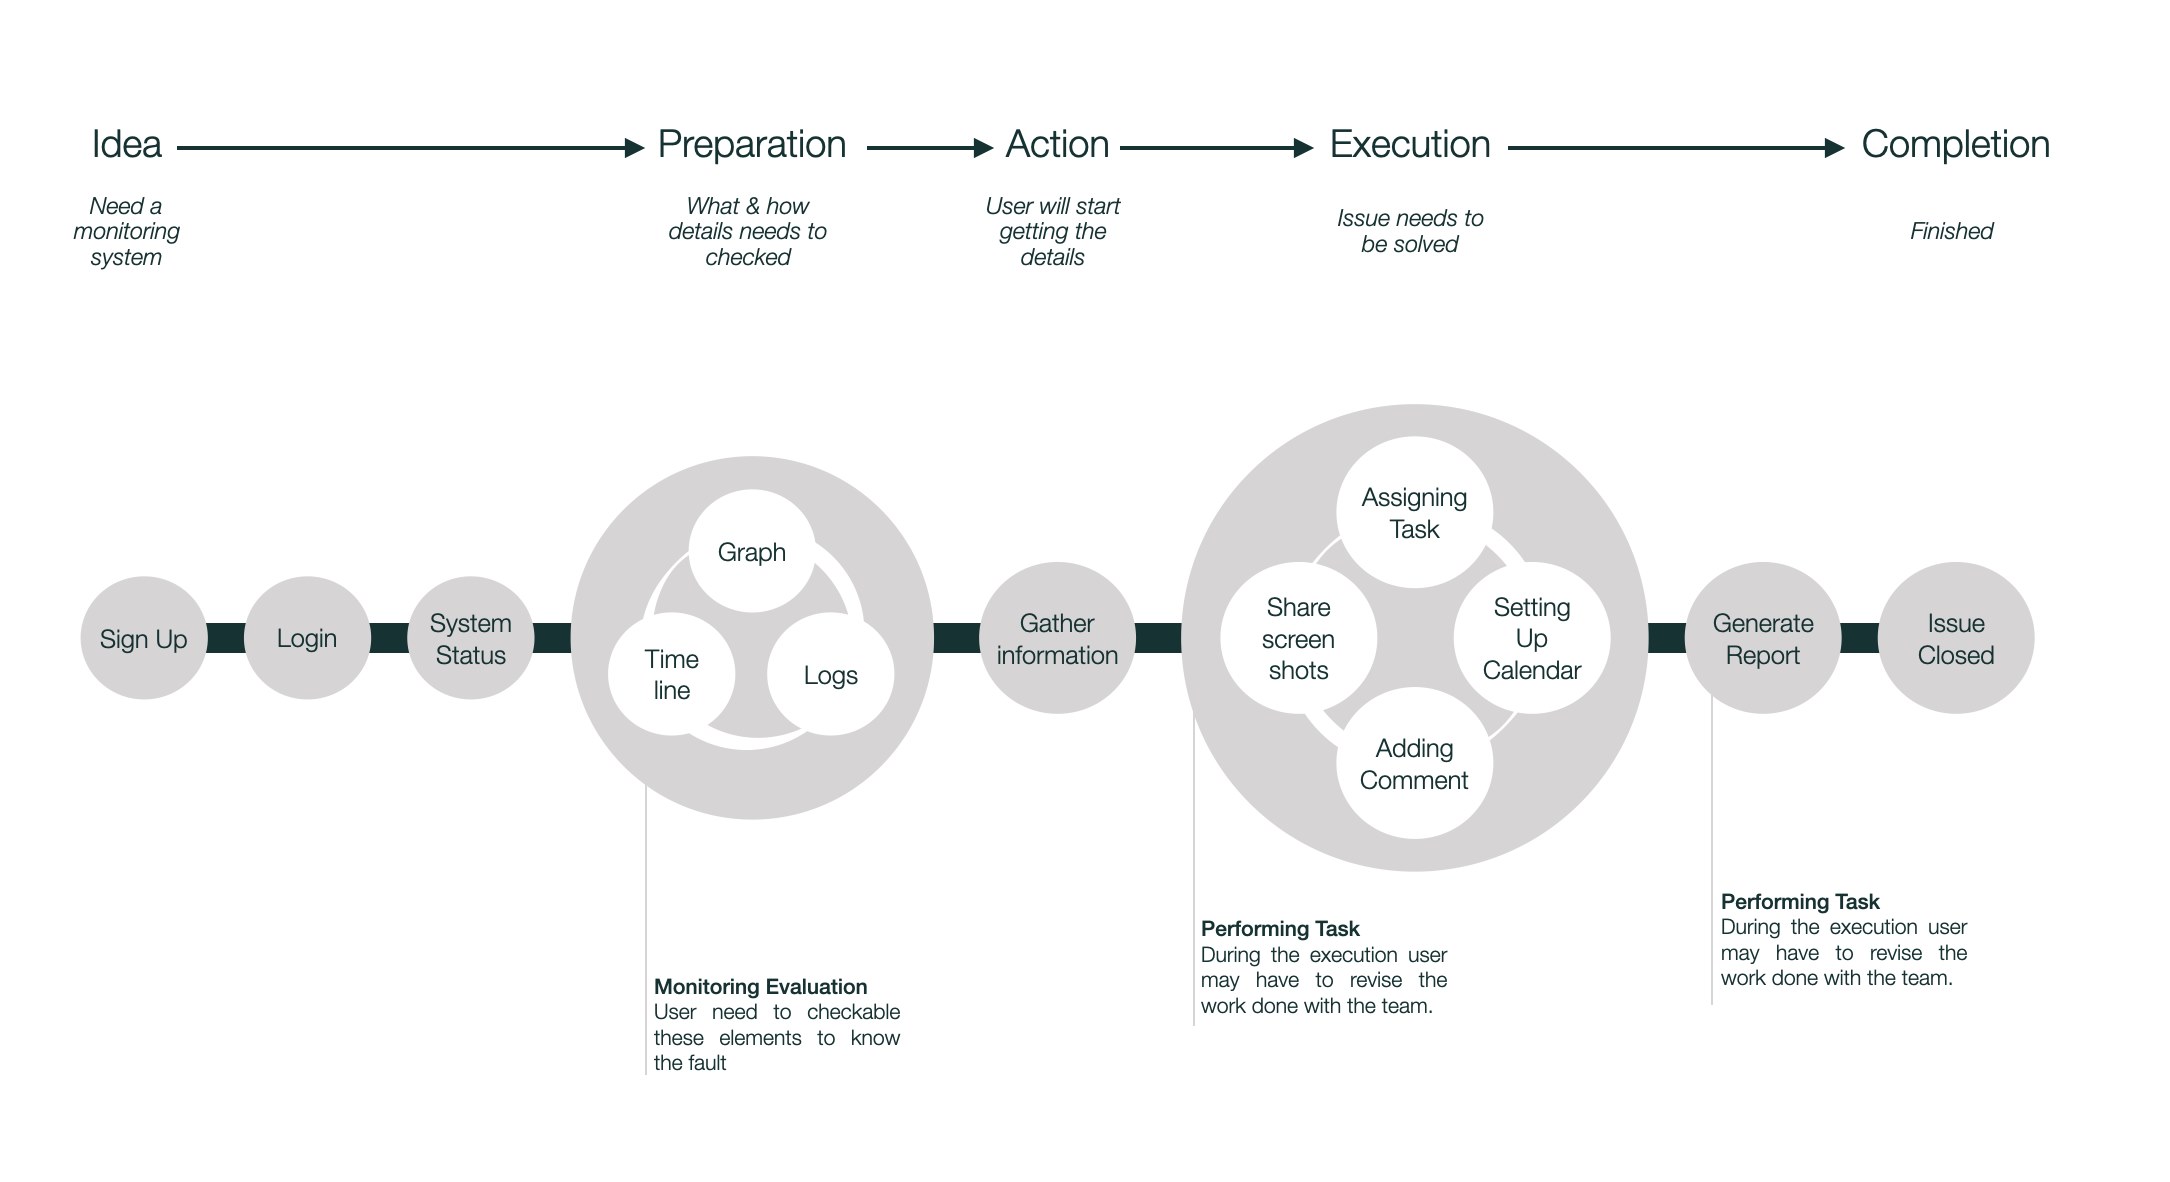 Idea
Preparation
Action
Execution
Completion
Need a
monitoring
system
What & how
details needs to
checked
User will start
getting the
details
Issue needs to
be solved
Finished
Sign Up
Login
System
Status
Graph
Time
line
Logs
Gather
information
Assigning
Task
Share
screen
shots
Setting
Up
Calendar
Adding
Comment
Generate
Report
Issue
Closed
Monitoring Evaluation
User need to checkable
these elements to know
the fault
Performing Task
During the execution user
may have to revise the
work done with the team.
Performing Task
During the execution user
may have to revise the
work done with the team.